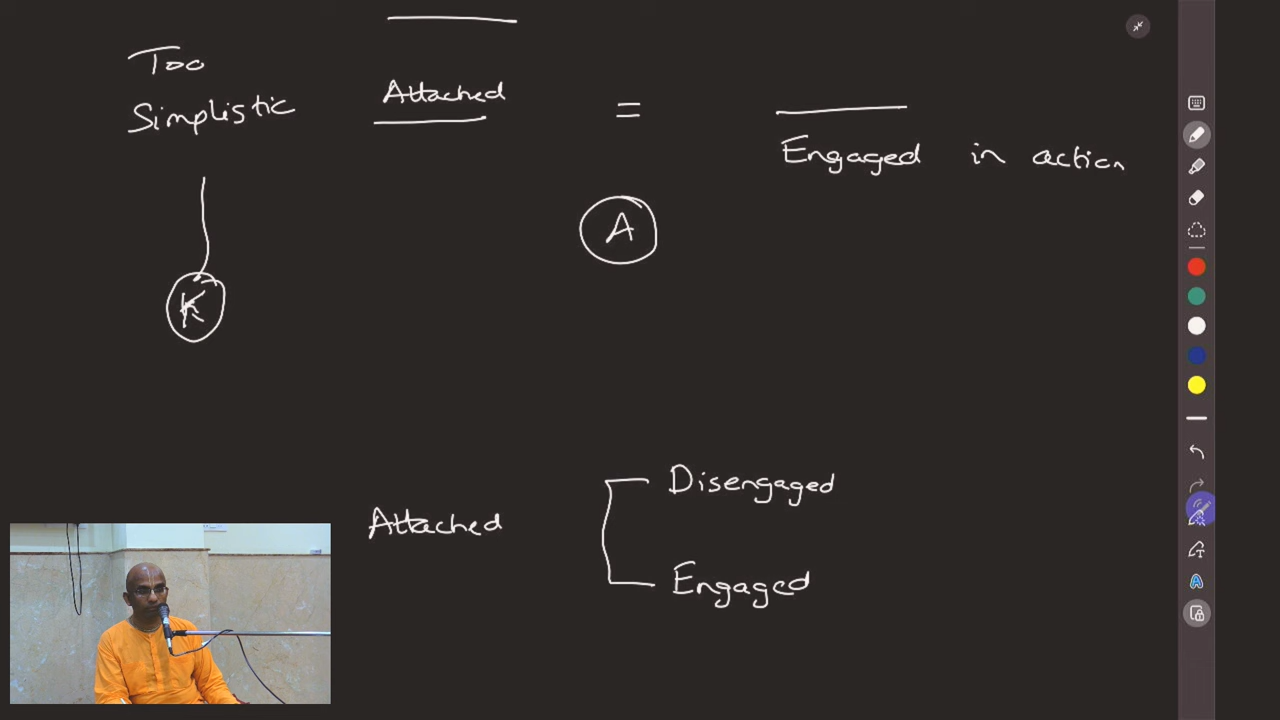 Too
Simplistic
Attached = Engaged in action
A
K
Disengaged
Attached
Engaged